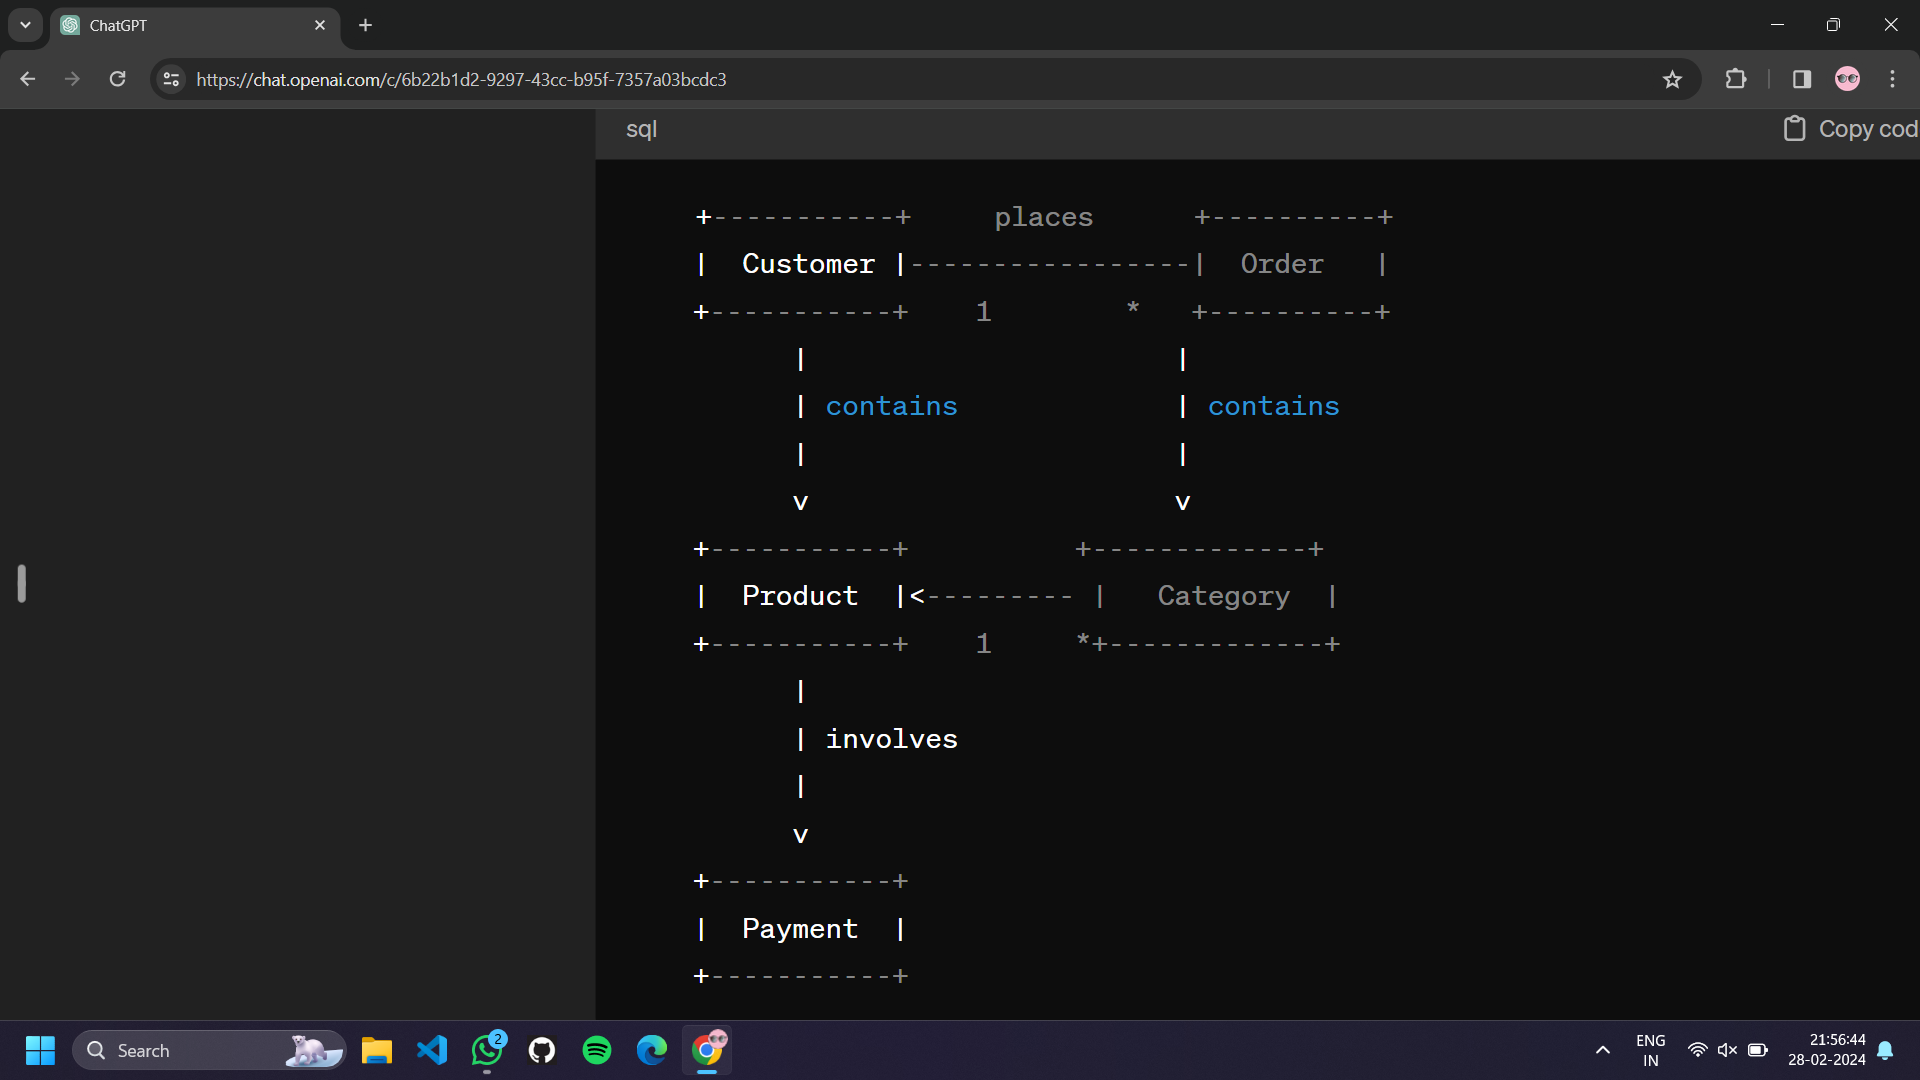 ChatGPT
https://chat.openai.com/c/6b22b1d2-9297-43cc-b95f-7357a03bcdc3
sql Copy cod
+-----------+ places +----------+
| Customer |-----------------| Order |
+-----------+ 1 * +----------+
| |
| contains | contains
| |
v v
+-----------+ +-------------+
| Product |<--------- | Category |
+-----------+ 1 *+-------------+
|
| involves
|
v
+-----------+
| Payment |
+-----------+
Search
2
ENG
IN
21:56:44
28-02-2024